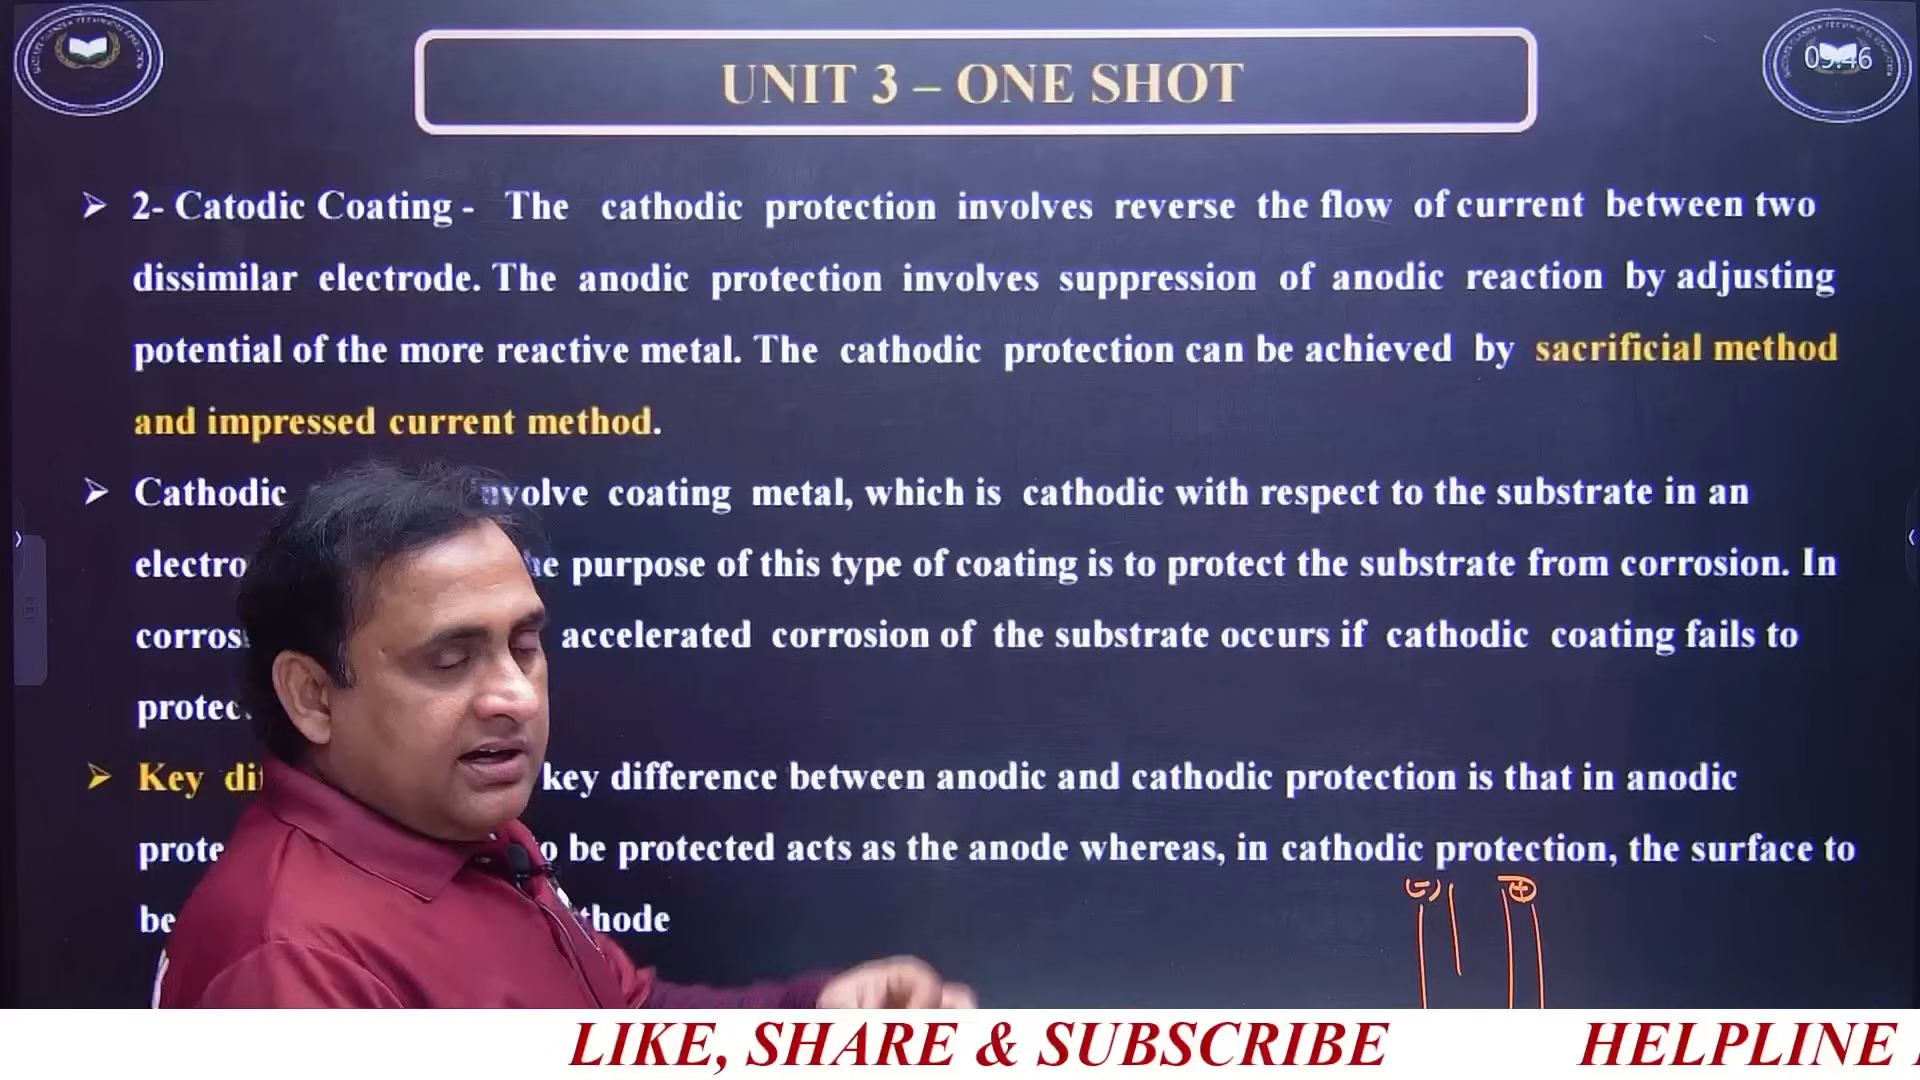 UNIT 3 – ONE SHOT
05:46
➢ 2- Catodic Coating - The cathodic protection involves reverse the flow of current between two
dissimilar electrode. The anodic protection involves suppression of anodic reaction by adjusting
potential of the more reactive metal. The cathodic protection can be achieved by sacrificial method
and impressed current method.
➢ Cathodic volve coating metal, which is cathodic with respect to the substrate in an
electro he purpose of this type of coating is to protect the substrate from corrosion. In
corros accelerated corrosion of the substrate occurs if cathodic coating fails to
protec
➢ Key dif key difference between anodic and cathodic protection is that in anodic
prote o be protected acts as the anode whereas, in cathodic protection, the surface to
be thode
(-) +
LIKE, SHARE & SUBSCRIBE HELPLINE